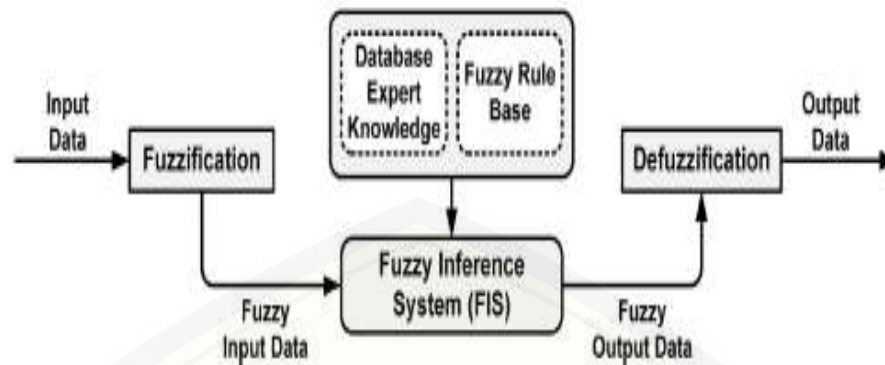 Input
Data
Fuzzification
Database
Expert
Knowledge
Fuzzy Rule
Base
Output
Data
Defuzzification
Fuzzy Inference
System (FIS)
Fuzzy
Input Data
Fuzzy
Output Data